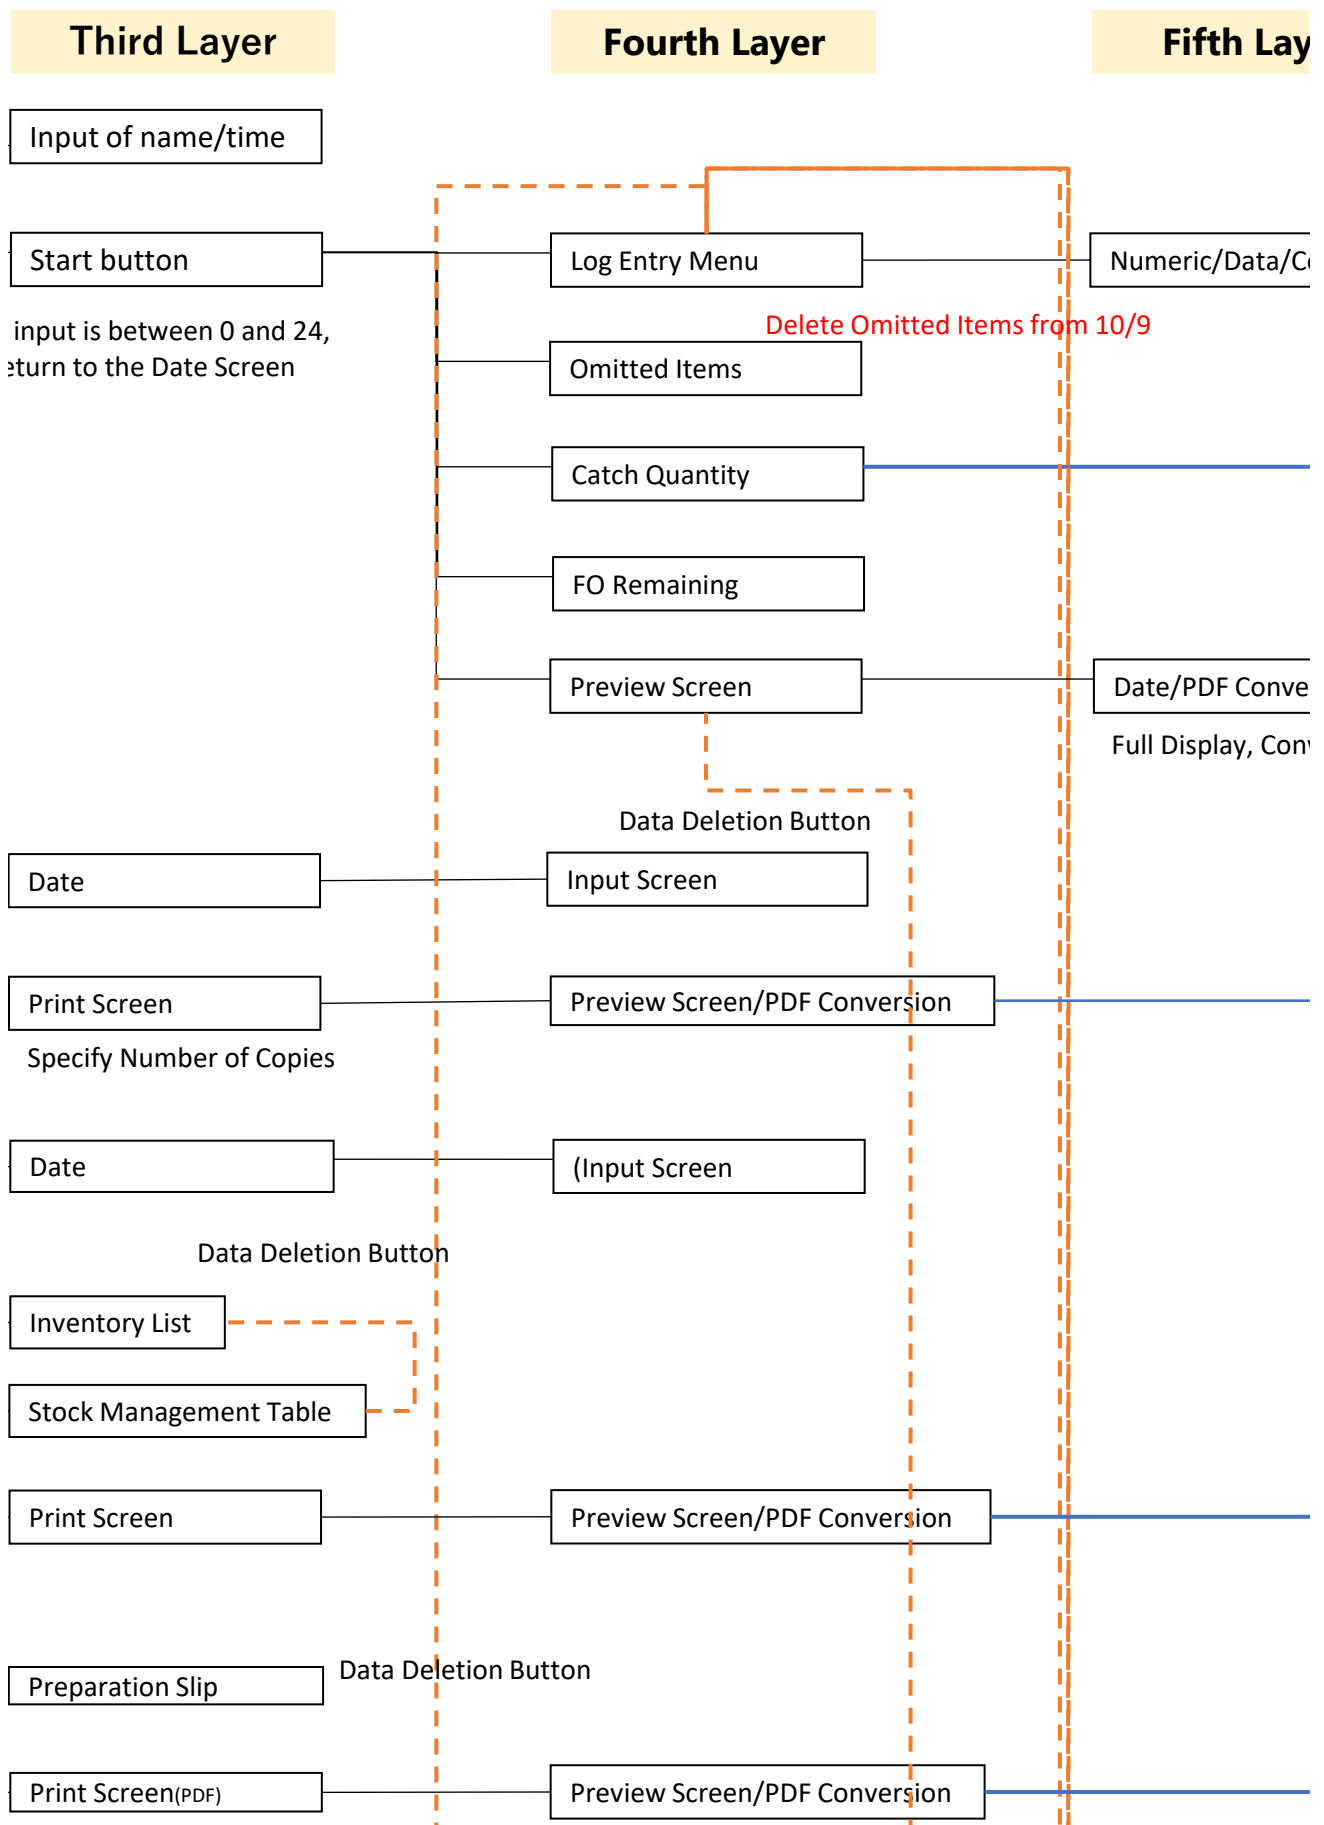 Third Layer
Fourth Layer
Fifth Lay
Input of name/time
Start button
Log Entry Menu
Numeric/Data/C
input is between 0 and 24,
eturn to the Date Screen
Delete Omitted Items from 10/9
Omitted Items
Catch Quantity
FO Remaining
Preview Screen
Date/PDF Conve
Full Display, Con
Data Deletion Button
Date
Input Screen
Print Screen
Preview Screen/PDF Conversion
Specify Number of Copies
Date
(Input Screen
Data Deletion Button
Inventory List
Stock Management Table
Print Screen
Preview Screen/PDF Conversion
Data Deletion Button
Preparation Slip
Print Screen(PDF)
Preview Screen/PDF Conversion